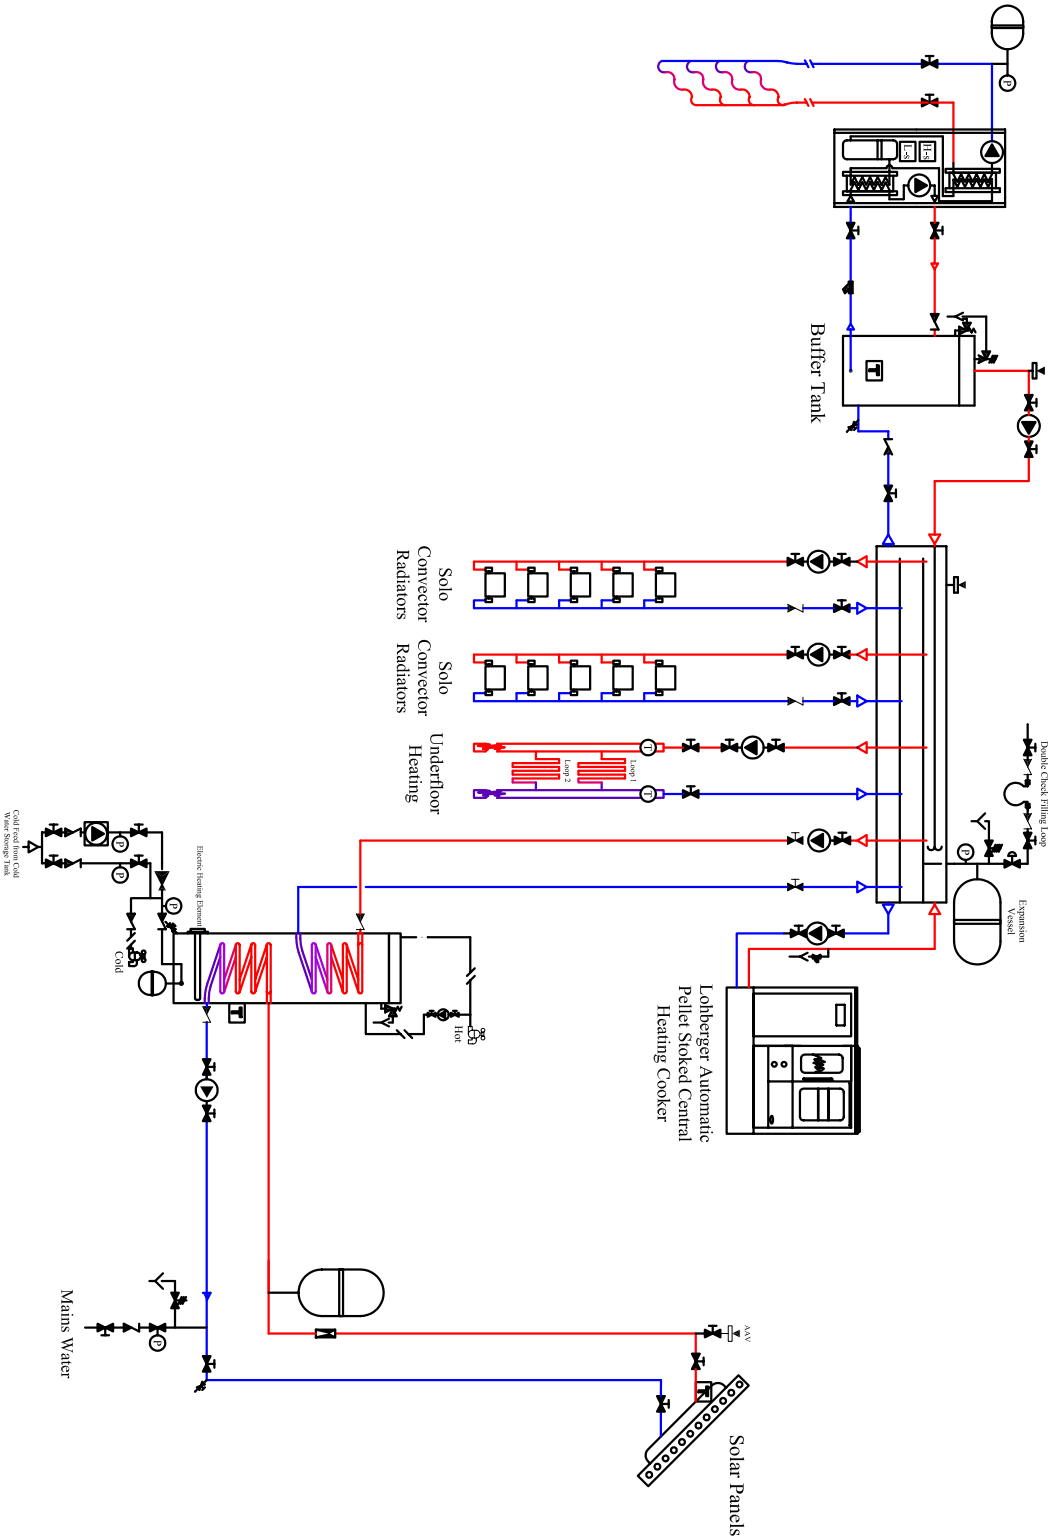 P
H-s
L-s
T
Buffer Tank
Solo
Convector
Radiators
Solo
Convector
Radiators
Underfloor
Heating
T
T
Loop 1
Loop 2
Double Check Filling Loop
P
Expansion
Vessel
Lohberger Automatic
Pellet Stoked Central
Heating Cooker
Cold Feed from Cold
Water Storage Tank
P
P
P
Electric Heating Element
Cold
Hot
T
Mains Water
P
AAV
T
Solar Panels